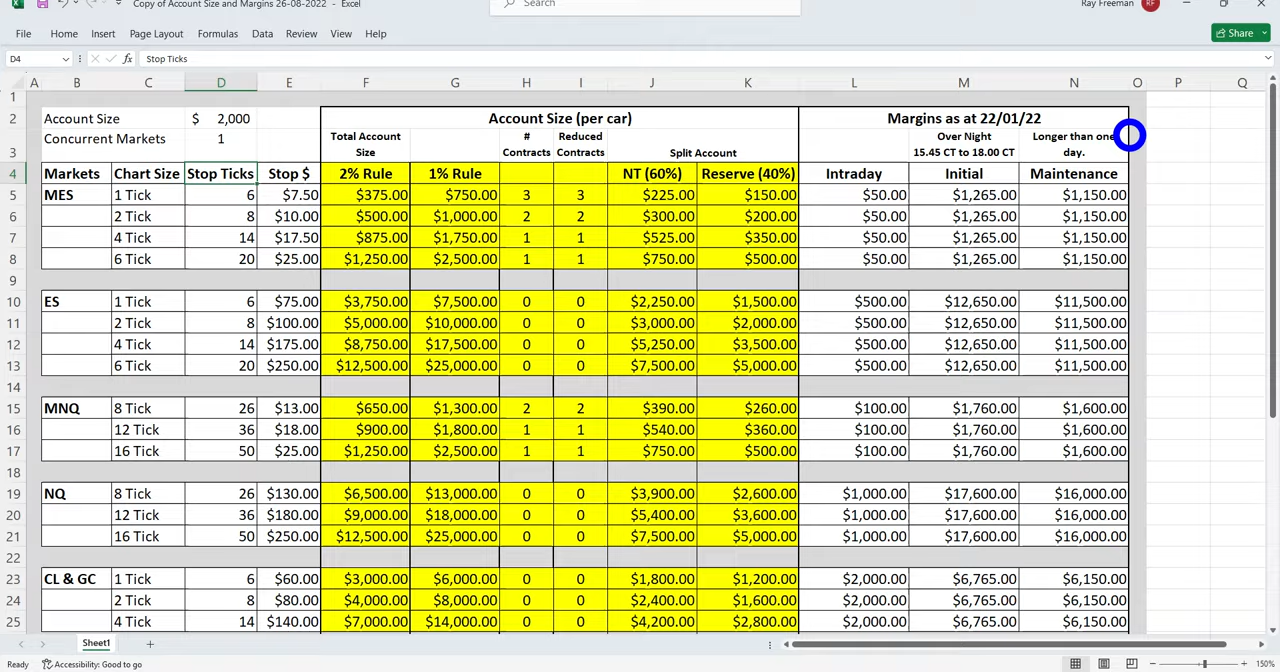 Copy of Account Size and Margins 26-08-2022 - Excel
Search
Ray Freeman
RF
File Home Insert Page Layout Formulas Data Review View Help
Share
D4 fx Stop Ticks
A B C D E F G H I J K L M N O P Q
1
2 Account Size $ 2,000 Account Size (per car) Margins as at 22/01/22
Concurrent Markets 1 Total Account # Reduced Over Night Longer than one
3 Size Contracts Contracts Split Account 15.45 CT to 18.00 CT day.
4 Markets Chart Size Stop Ticks Stop $ 2% Rule 1% Rule NT (60%) Reserve (40%) Intraday Initial Maintenance
5 MES 1 Tick 6 $7.50 $375.00 $750.00 3 3 $225.00 $150.00 $50.00 $1,265.00 $1,150.00
6 2 Tick 8 $10.00 $500.00 $1,000.00 2 2 $300.00 $200.00 $50.00 $1,265.00 $1,150.00
7 4 Tick 14 $17.50 $875.00 $1,750.00 1 1 $525.00 $350.00 $50.00 $1,265.00 $1,150.00
8 6 Tick 20 $25.00 $1,250.00 $2,500.00 1 1 $750.00 $500.00 $50.00 $1,265.00 $1,150.00
9
10 ES 1 Tick 6 $75.00 $3,750.00 $7,500.00 0 0 $2,250.00 $1,500.00 $500.00 $12,650.00 $11,500.00
11 2 Tick 8 $100.00 $5,000.00 $10,000.00 0 0 $3,000.00 $2,000.00 $500.00 $12,650.00 $11,500.00
12 4 Tick 14 $175.00 $8,750.00 $17,500.00 0 0 $5,250.00 $3,500.00 $500.00 $12,650.00 $11,500.00
13 6 Tick 20 $250.00 $12,500.00 $25,000.00 0 0 $7,500.00 $5,000.00 $500.00 $12,650.00 $11,500.00
14
15 MNQ 8 Tick 26 $13.00 $650.00 $1,300.00 2 2 $390.00 $260.00 $100.00 $1,760.00 $1,600.00
16 12 Tick 36 $18.00 $900.00 $1,800.00 1 1 $540.00 $360.00 $100.00 $1,760.00 $1,600.00
17 16 Tick 50 $25.00 $1,250.00 $2,500.00 1 1 $750.00 $500.00 $100.00 $1,760.00 $1,600.00
18
19 NQ 8 Tick 26 $130.00 $6,500.00 $13,000.00 0 0 $3,900.00 $2,600.00 $1,000.00 $17,600.00 $16,000.00
20 12 Tick 36 $180.00 $9,000.00 $18,000.00 0 0 $5,400.00 $3,600.00 $1,000.00 $17,600.00 $16,000.00
21 16 Tick 50 $250.00 $12,500.00 $25,000.00 0 0 $7,500.00 $5,000.00 $1,000.00 $17,600.00 $16,000.00
22
23 CL & GC 1 Tick 6 $60.00 $3,000.00 $6,000.00 0 0 $1,800.00 $1,200.00 $2,000.00 $6,765.00 $6,150.00
24 2 Tick 8 $80.00 $4,000.00 $8,000.00 0 0 $2,400.00 $1,600.00 $2,000.00 $6,765.00 $6,150.00
25 4 Tick 14 $140.00 $7,000.00 $14,000.00 0 0 $4,200.00 $2,800.00 $2,000.00 $6,765.00 $6,150.00
Sheet1
Ready Accessibility: Good to go 150%